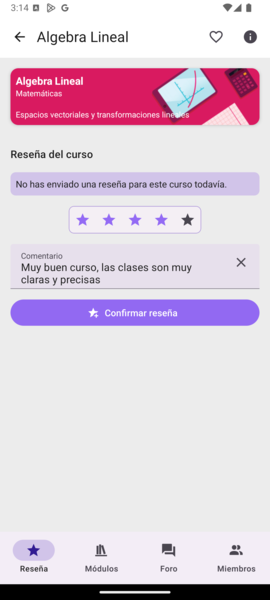 3:14
Algebra Lineal
Algebra Lineal
Matemáticas
Espacios vectoriales y transformaciones lineales
Reseña del curso
No has enviado una reseña para este curso todavía.
Comentario
Muy buen curso, las clases son muy
claras y precisas
Confirmar reseña
Reseña Módulos Foro Miembros